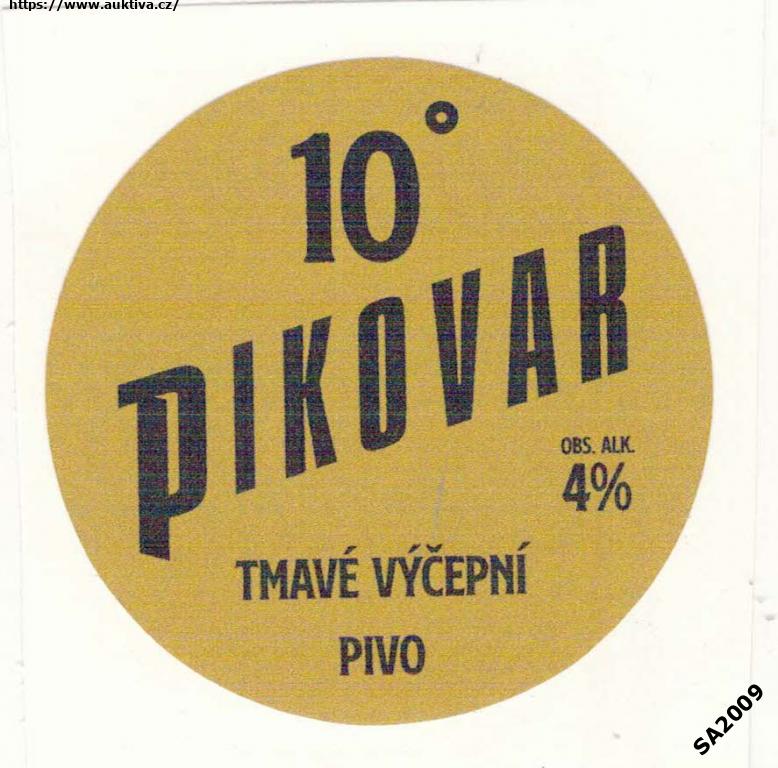 https://www.auktiva.cz/
10°
PIKOVAR
OBS. ALK.
4%
TMAVÉ VÝČEPNÍ
PIVO
SA2009